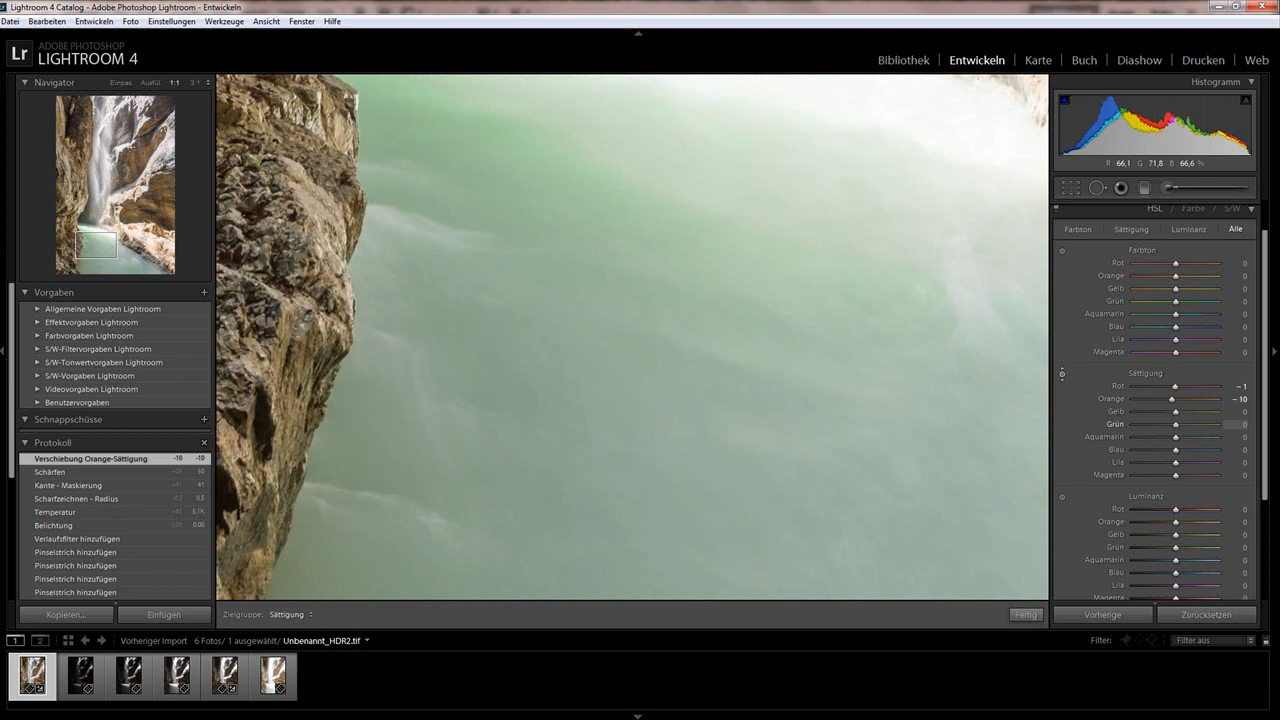 Lightroom 4 Catalog - Adobe Photoshop Lightroom - Entwickeln
Datei Bearbeiten Entwickeln Foto Einstellungen Werkzeuge Ansicht Fenster Hilfe
Lr ADOBE PHOTOSHOP
LIGHTROOM 4
Bibliothek | Entwickeln | Karte | Buch | Diashow | Drucken | Web
Navigator Einpas. Ausfül. 1:1 3:1
Histogramm
R 66,1 G 71,8 B 66,6 %
HSL / Farbe / S/W
Farbton Sättigung Luminanz Alle
Farbton
Rot 0
Orange 0
Gelb 0
Grün 0
Aquamarin 0
Blau 0
Lila 0
Magenta 0
Sättigung
Rot – 1
Orange – 10
Gelb 0
Grün 0
Aquamarin 0
Blau 0
Lila 0
Magenta 0
Luminanz
Rot 0
Orange 0
Gelb 0
Grün 0
Aquamarin 0
Blau 0
Lila 0
Magenta 0
Vorgaben +
Allgemeine Vorgaben Lightroom
Effektvorgaben Lightroom
Farbvorgaben Lightroom
S/W-Filtervorgaben Lightroom
S/W-Tonwertvorgaben Lightroom
S/W-Vorgaben Lightroom
Videovorgaben Lightroom
Benutzervorgaben
Schnappschüsse +
Protokoll ×
Verschiebung Orange-Sättigung -10 -10
Schärfen 50
Kante - Maskierung 41
Scharfzeichnen - Radius 0,5
Temperatur 5,1K
Belichtung 0,00
Verlaufsfilter hinzufügen
Pinselstrich hinzufügen
Pinselstrich hinzufügen
Pinselstrich hinzufügen
Pinselstrich hinzufügen
Kopieren... Einfügen
Zielgruppe: Sättigung Fertig
Vorherige Zurücksetzen
1 2 Vorheriger Import 6 Fotos/ 1 ausgewählt/ Unbenannt_HDR2.tif
Filter: Filter aus